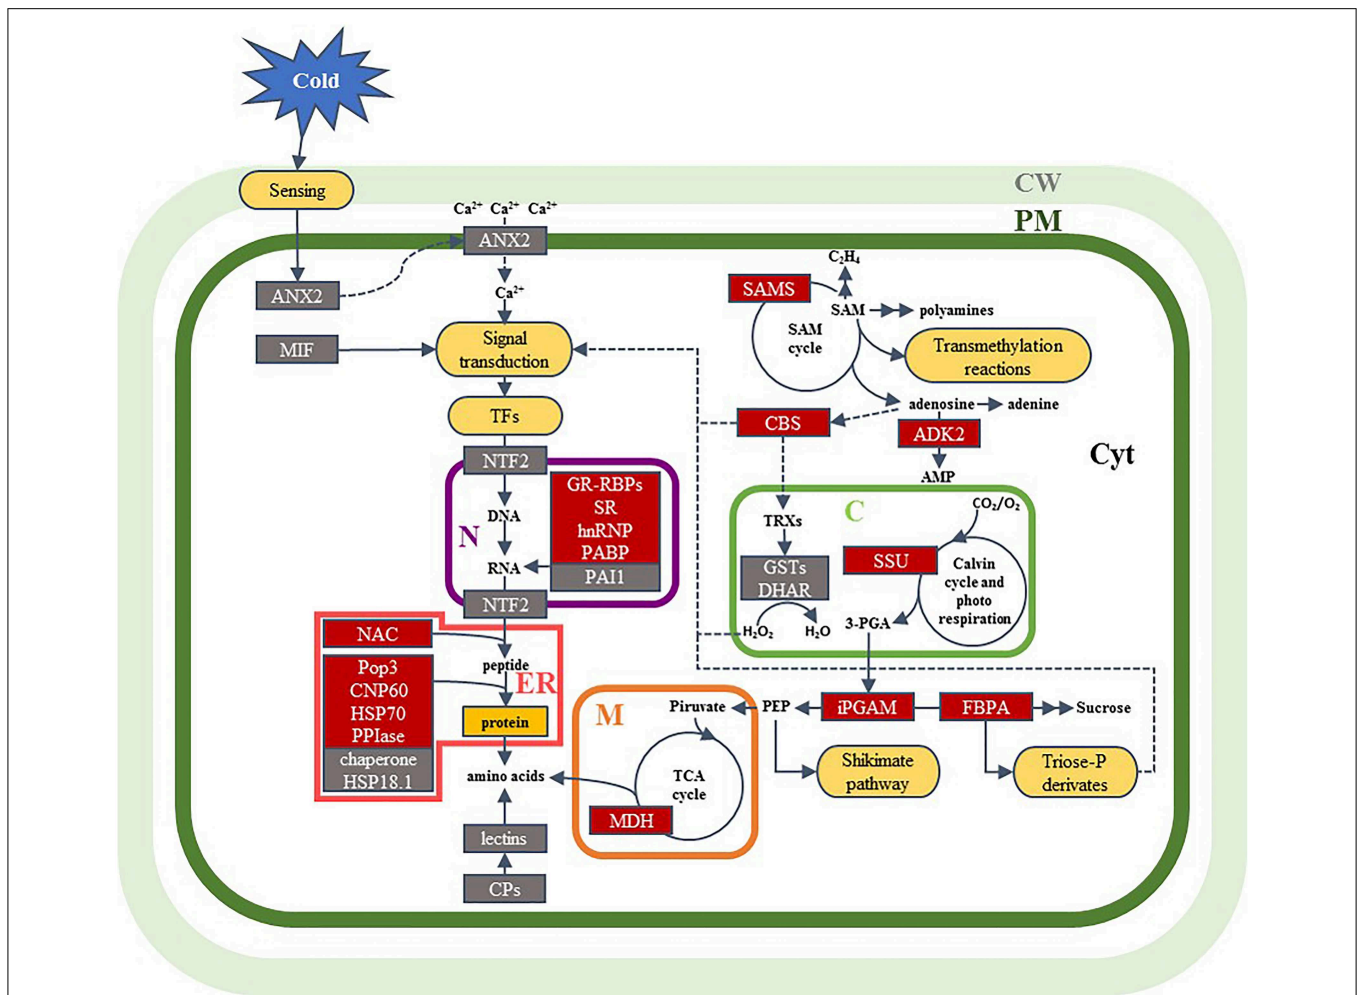 Cold
Sensing
CW
PM
Ca²⁺ Ca²⁺ Ca²⁺
ANX2
ANX2
Ca²⁺
MIF
Signal
transduction
TFs
NTF2
N
DNA
RNA
GR-RBPs
SR
hnRNP
PABP
PAI1
NTF2
NAC
Pop3
CNP60
HSP70
PPIase
chaperone
HSP18.1
peptide
ER
protein
amino acids
lectins
CPs
C₂H₄
SAMS
SAM
polyamines
SAM
cycle
Transmethylation
reactions
adenosine
adenine
CBS
ADK2
AMP
Cyt
C
CO₂/O₂
TRXs
GSTs
DHAR
H₂O₂
H₂O
SSU
Calvin
cycle and
photo
respiration
3-PGA
M
Piruvate
PEP
iPGAM
FBPA
Sucrose
TCA
cycle
MDH
Shikimate
pathway
Triose-P
derivates